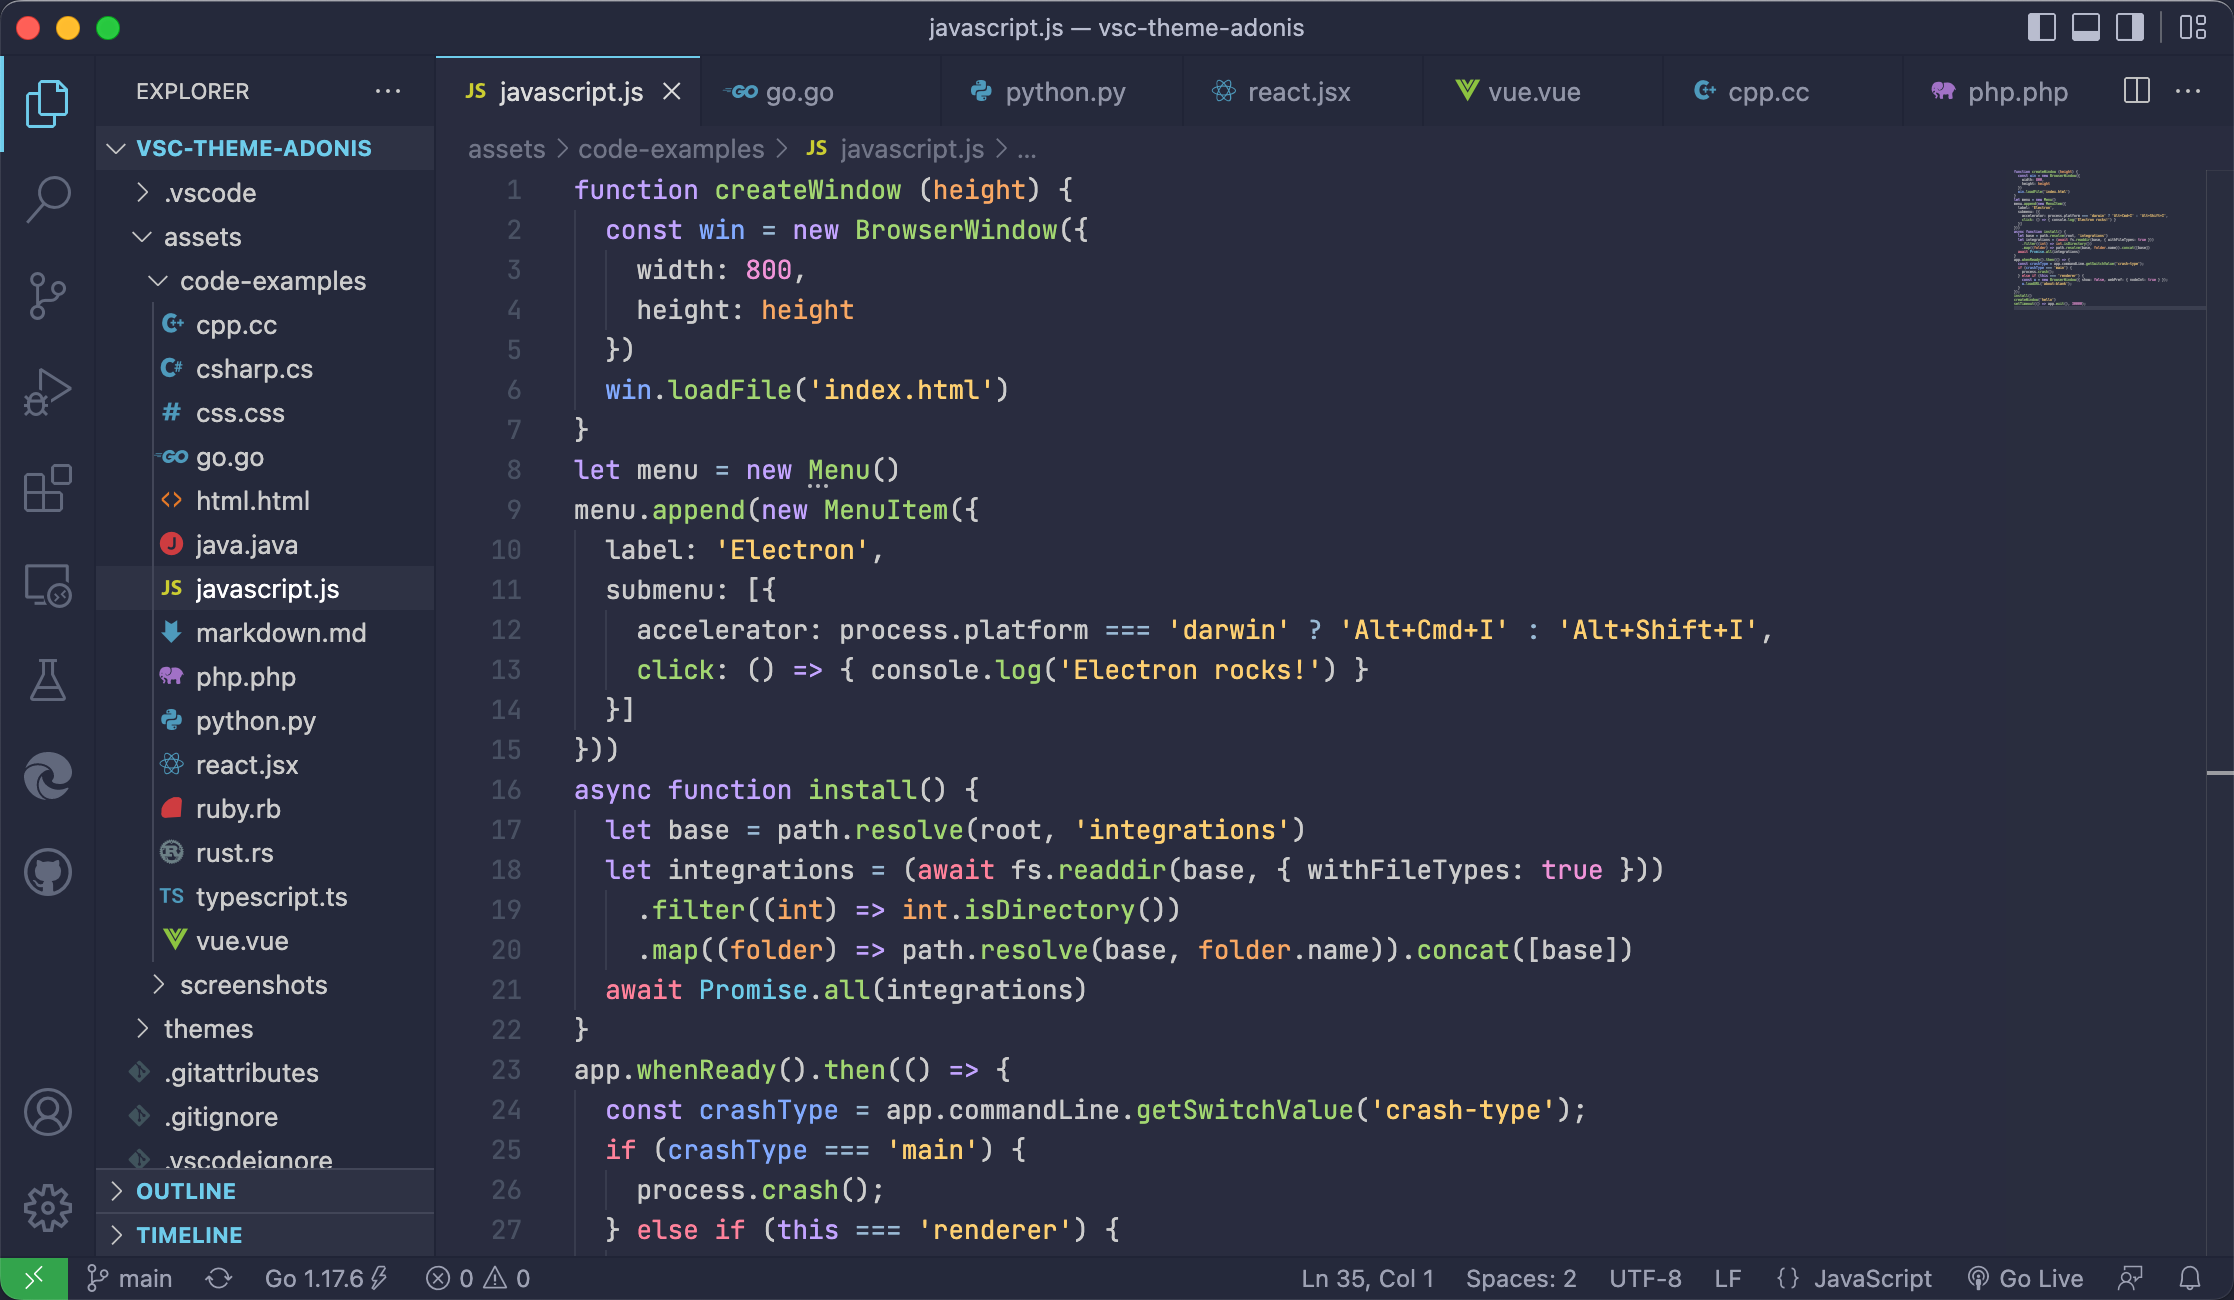 javascript.js — vsc-theme-adonis
EXPLORER
JS javascript.js
GO go.go
python.py
react.jsx
vue.vue
C+ cpp.cc
php.php
VSC-THEME-ADONIS
.vscode
assets
code-examples
C+ cpp.cc
C# csharp.cs
# css.css
GO go.go
<> html.html
J java.java
JS javascript.js
markdown.md
php.php
python.py
react.jsx
ruby.rb
R rust.rs
TS typescript.ts
vue.vue
screenshots
themes
.gitattributes
.gitignore
.vscodeignore
OUTLINE
TIMELINE
assets > code-examples > JS javascript.js > ...
1 function createWindow (height) {
2 const win = new BrowserWindow({
3 width: 800,
4 height: height
5 })
6 win.loadFile('index.html')
7 }
8 let menu = new Menu()
9 menu.append(new MenuItem({
10 label: 'Electron',
11 submenu: [{
12 accelerator: process.platform === 'darwin' ? 'Alt+Cmd+I' : 'Alt+Shift+I',
13 click: () => { console.log('Electron rocks!') }
14 }]
15 }))
16 async function install() {
17 let base = path.resolve(root, 'integrations')
18 let integrations = (await fs.readdir(base, { withFileTypes: true }))
19 .filter((int) => int.isDirectory())
20 .map((folder) => path.resolve(base, folder.name)).concat([base])
21 await Promise.all(integrations)
22 }
23 app.whenReady().then(() => {
24 const crashType = app.commandLine.getSwitchValue('crash-type');
25 if (crashType === 'main') {
26 process.crash();
27 } else if (this === 'renderer') {
main
Go 1.17.6
0
0
Ln 35, Col 1
Spaces: 2
UTF-8
LF
{} JavaScript
Go Live